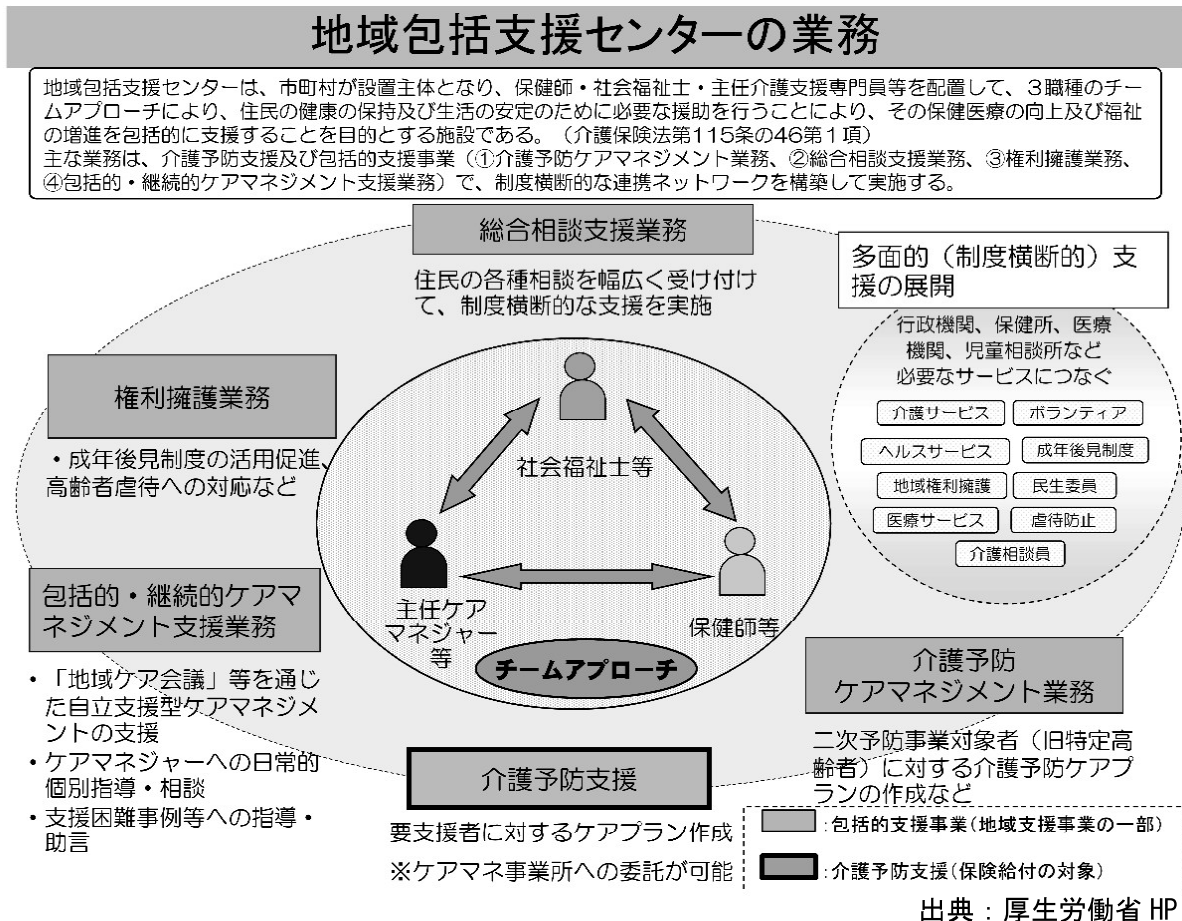 地域包括支援センターの業務
地域包括支援センターは、市町村が設置主体となり、保健師・社会福祉士・主任介護支援専門員等を配置して、３職種のチー
ムアプローチにより、住民の健康の保持及び生活の安定のために必要な援助を行うことにより、その保健医療の向上及び福祉
の増進を包括的に支援することを目的とする施設である。（介護保険法第115条の46第１項）
主な業務は、介護予防支援及び包括的支援事業（①介護予防ケアマネジメント業務、②総合相談支援業務、③権利擁護業務、
④包括的・継続的ケアマネジメント支援業務）で、制度横断的な連携ネットワークを構築して実施する。
総合相談支援業務
住民の各種相談を幅広く受け付け
て、制度横断的な支援を実施
多面的（制度横断的）支
援の展開
行政機関、保健所、医療
機関、児童相談所など
必要なサービスにつなぐ
介護サービス
ボランティア
ヘルスサービス
成年後見制度
地域権利擁護
民生委員
医療サービス
虐待防止
介護相談員
権利擁護業務
・成年後見制度の活用促進、
高齢者虐待への対応など
社会福祉士等
主任ケア
マネジャー
等
保健師等
チームアプローチ
包括的・継続的ケアマ
ネジメント支援業務
・「地域ケア会議」等を通じ
た自立支援型ケアマネジメ
ントの支援
・ケアマネジャーへの日常的
個別指導・相談
・支援困難事例等への指導・
助言
介護予防
ケアマネジメント業務
二次予防事業対象者（旧特定高
齢者）に対する介護予防ケアプ
ランの作成など
介護予防支援
要支援者に対するケアプラン作成
※ケアマネ事業所への委託が可能
:包括的支援事業(地域支援事業の一部)
:介護予防支援(保険給付の対象)
出典：厚生労働省 HP